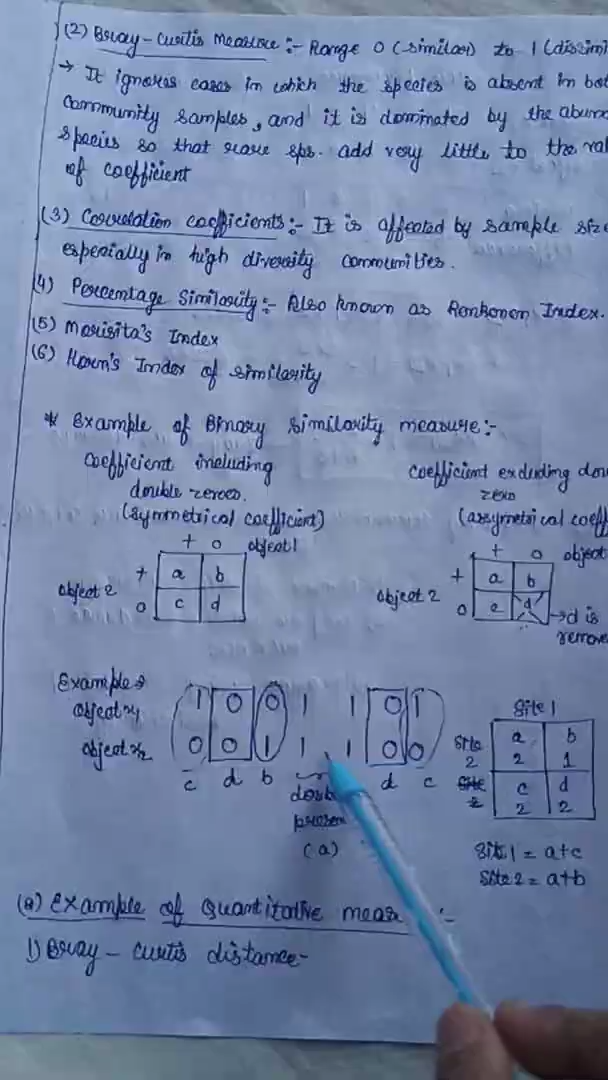 (2) Bray-Curtis Measure:- Range 0 (similar) to 1 (dissimi
→ It ignores cases in which the species is absent in bot
community samples, and it is dominated by the abun
species so that rare sps. add very little to the val
of coefficient
(3) Correlation coefficients:- It is affected by sample size
especially in high diversity communities.
4) Percentage Similarity:- Also known as Renkonen Index.
(5) Morisita's Index
(6) Horn's Index of similarity
* Example of Binary similarity measure:-
coefficient including
double zeroes.
(symmetrical coefficient)
+ 0 object 1
object 2 + a b
0 c d
coefficient excluding dou
zero
(assymetrical coeff
+ 0 object
object 2 + a b
0 c d → d is
remove
Example →
object x1 1 0 0 1 1 0 1
object x2 0 0 1 1 1 0 0
c d b d c
doub
presen
(a)
Site 1
Site 2 a b
2 1
c d
2 2
Site 1 = a+c
Site 2 = a+b
(a) Example of Quantitative meas :-
1) Bray - Curtis distance-